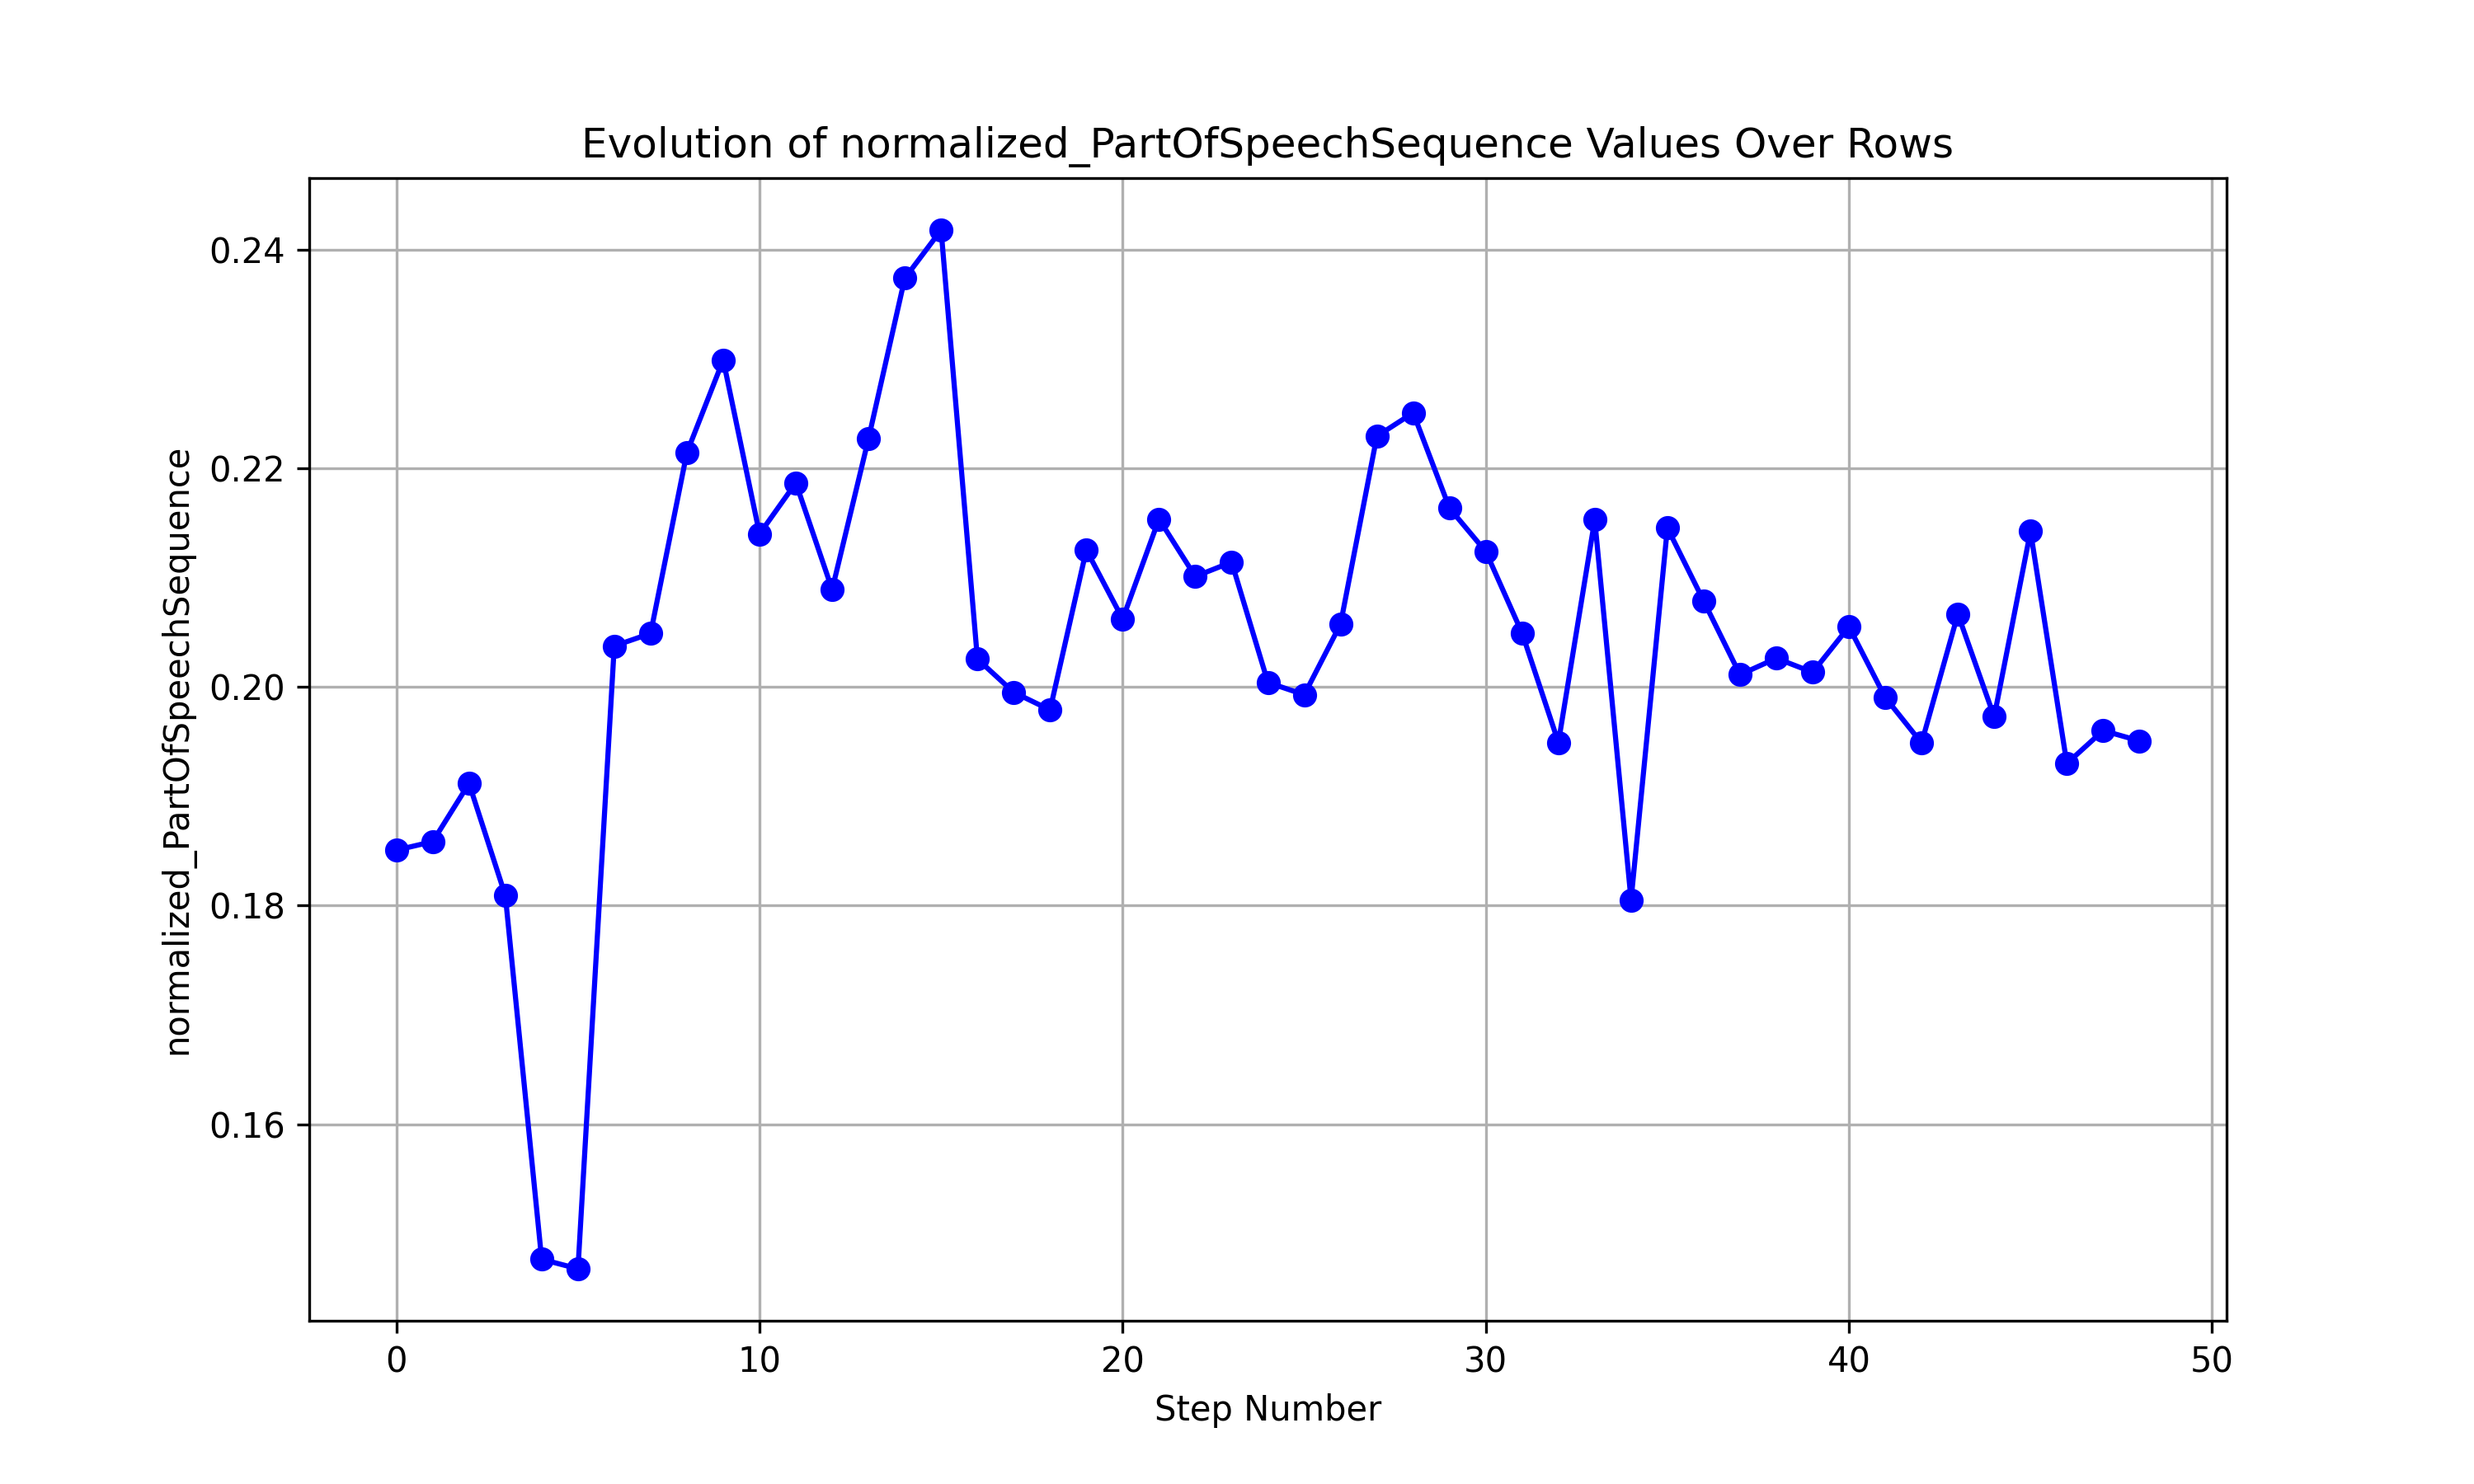 Evolution of normalized_PartOfSpeechSequence Values Over Rows
normalized_PartOfSpeechSequence
0.24
0.22
0.20
0.18
0.16
0 10 20 30 40 50
Step Number